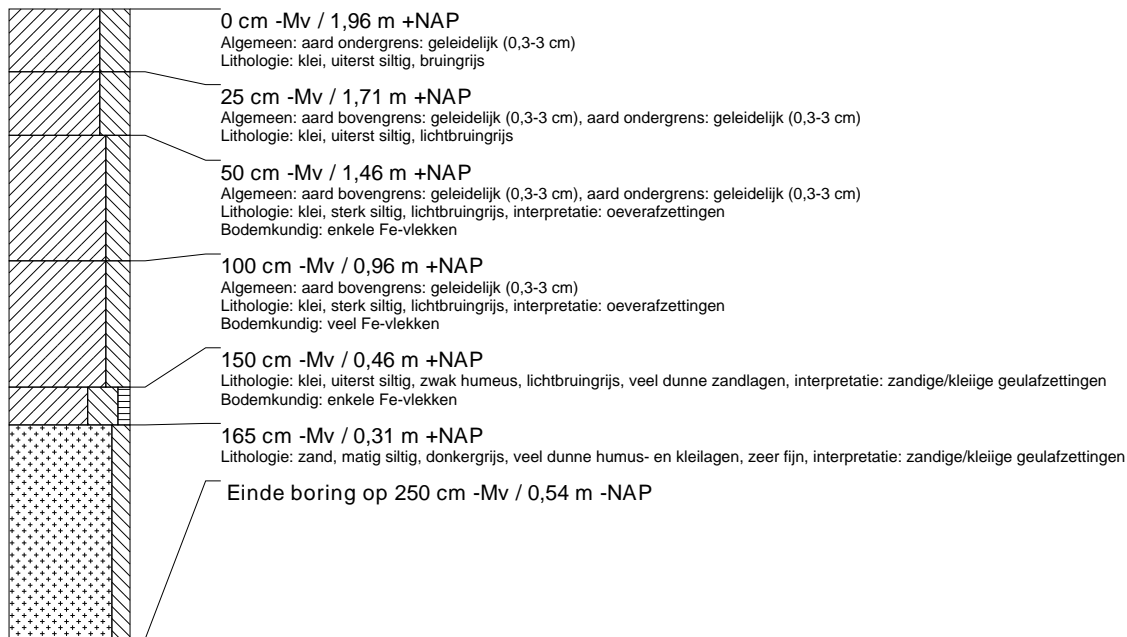 0 cm -Mv / 1,96 m +NAP
Algemeen: aard ondergrens: geleidelijk (0,3-3 cm)
Lithologie: klei, uiterst siltig, bruingrijs
25 cm -Mv / 1,71 m +NAP
Algemeen: aard bovengrens: geleidelijk (0,3-3 cm), aard ondergrens: geleidelijk (0,3-3 cm)
Lithologie: klei, uiterst siltig, lichtbruingrijs
50 cm -Mv / 1,46 m +NAP
Algemeen: aard bovengrens: geleidelijk (0,3-3 cm), aard ondergrens: geleidelijk (0,3-3 cm)
Lithologie: klei, sterk siltig, lichtbruingrijs, interpretatie: oeverafzettingen
Bodemkundig: enkele Fe-vlekken
100 cm -Mv / 0,96 m +NAP
Algemeen: aard bovengrens: geleidelijk (0,3-3 cm)
Lithologie: klei, sterk siltig, lichtbruingrijs, interpretatie: oeverafzettingen
Bodemkundig: veel Fe-vlekken
150 cm -Mv / 0,46 m +NAP
Lithologie: klei, uiterst siltig, zwak humeus, lichtbruingrijs, veel dunne zandlagen, interpretatie: zandige/kleiige geulafzettingen
Bodemkundig: enkele Fe-vlekken
165 cm -Mv / 0,31 m +NAP
Lithologie: zand, matig siltig, donkergrijs, veel dunne humus- en kleilagen, zeer fijn, interpretatie: zandige/kleiige geulafzettingen
Einde boring op 250 cm -Mv / 0,54 m -NAP